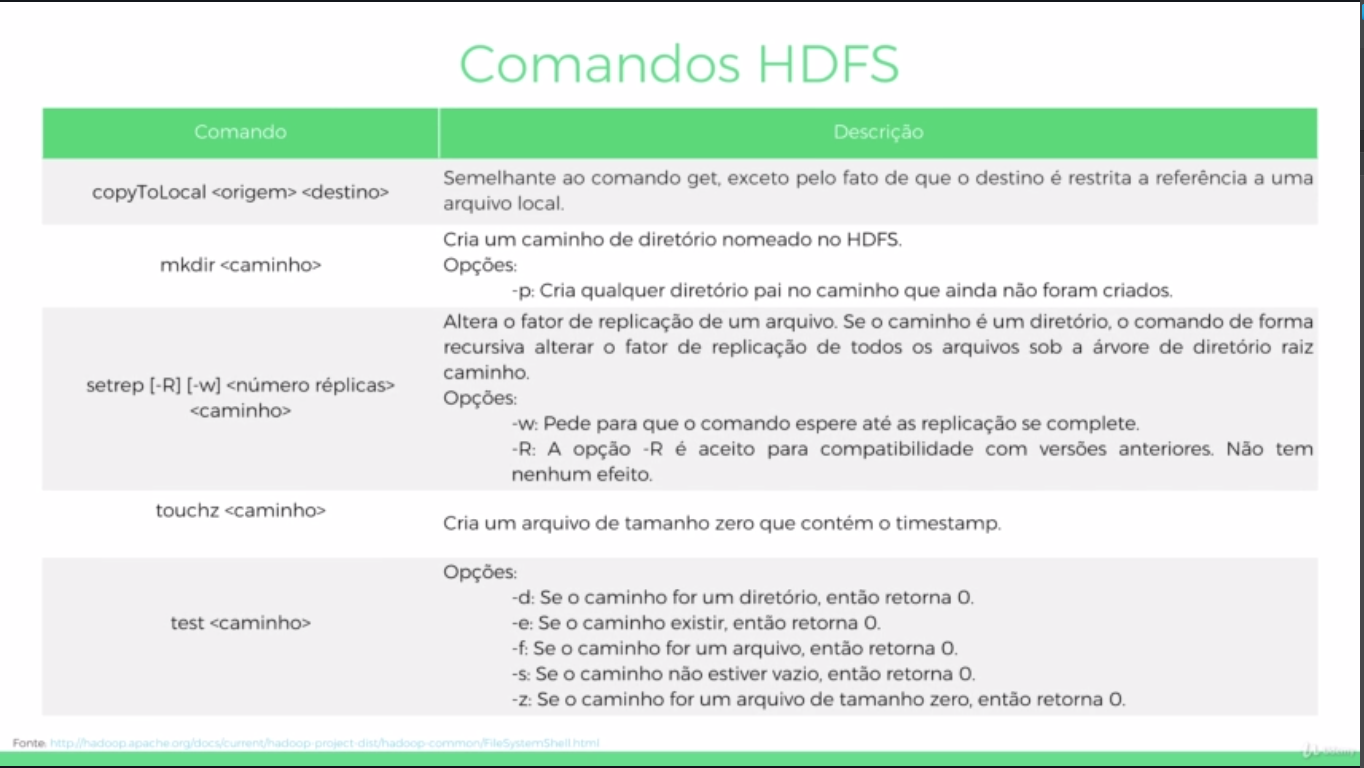 Comandos HDFS
Comando
Descrição
copyToLocal <origem> <destino>
Semelhante ao comando get, exceto pelo fato de que o destino é restrita a referência a uma
arquivo local.
mkdir <caminho>
Cria um caminho de diretório nomeado no HDFS.
Opções:
-p: Cria qualquer diretório pai no caminho que ainda não foram criados.
setrep [-R] [-w] <número réplicas>
<caminho>
Altera o fator de replicação de um arquivo. Se o caminho é um diretório, o comando de forma
recursiva alterar o fator de replicação de todos os arquivos sob a árvore de diretório raiz
caminho.
Opções:
-w: Pede para que o comando espere até as replicação se complete.
-R: A opção -R é aceito para compatibilidade com versões anteriores. Não tem
nenhum efeito.
touchz <caminho>
Cria um arquivo de tamanho zero que contém o timestamp.
test <caminho>
Opções:
-d: Se o caminho for um diretório, então retorna 0.
-e: Se o caminho existir, então retorna 0.
-f: Se o caminho for um arquivo, então retorna 0.
-s: Se o caminho não estiver vazio, então retorna 0.
-z: Se o caminho for um arquivo de tamanho zero, então retorna 0.
Fonte: http://hadoop.apache.org/docs/current/hadoop-project-dist/hadoop-common/FileSystemShell.html
Udemy